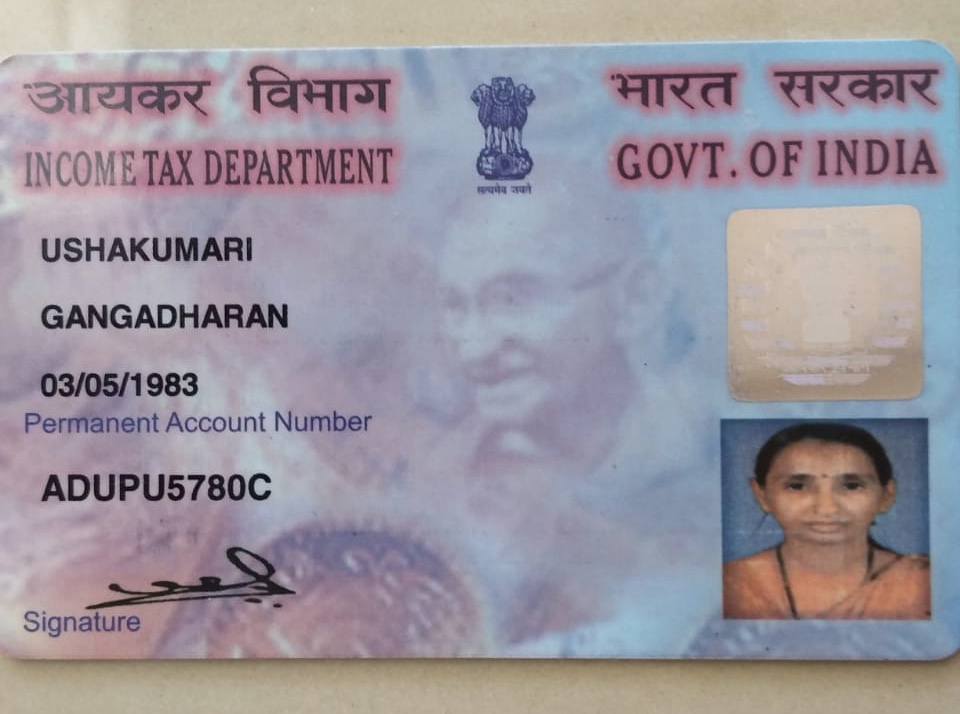 आयकर विभाग
भारत सरकार
INCOME TAX DEPARTMENT
GOVT. OF INDIA
सत्यमेव जयते
USHAKUMARI
GANGADHARAN
03/05/1983
Permanent Account Number
ADUPU5780C
Signature